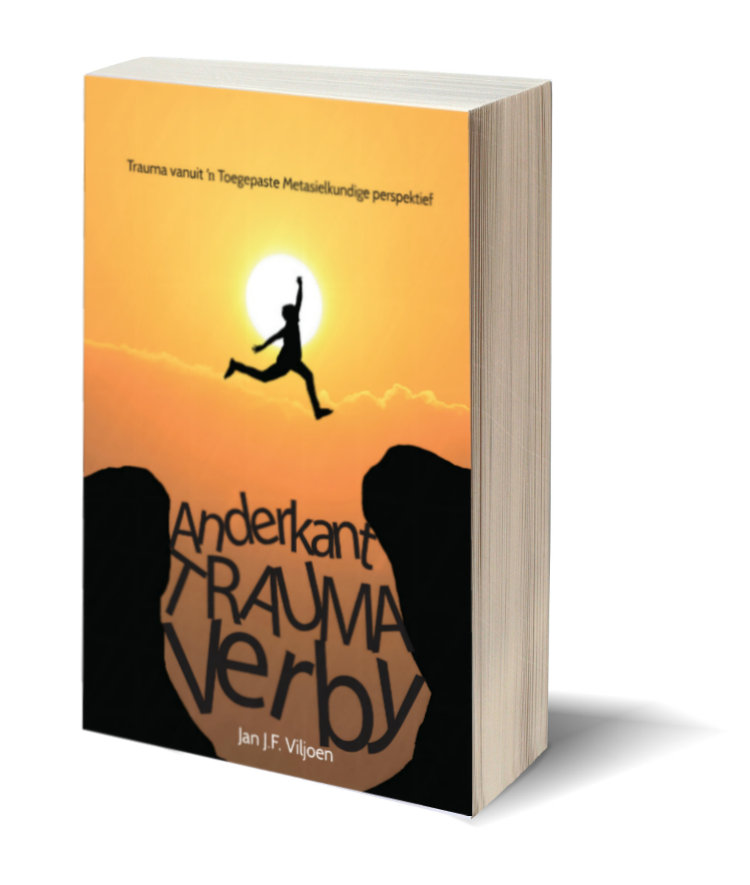 Trauma vanuit 'n Toegepaste Metasielkundige perspektief
Anderkant
TRAUMA
Verby
Jan J.F. Viljoen